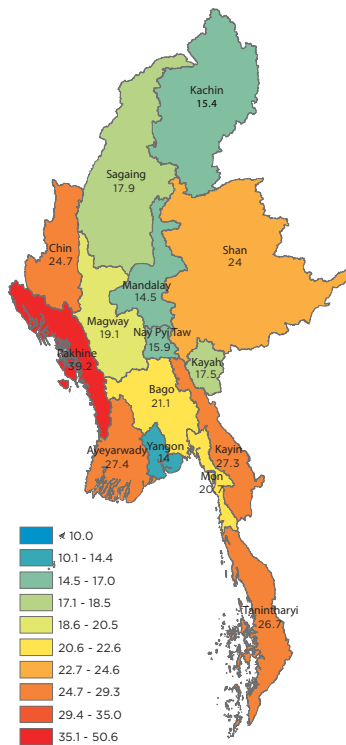 Kachin
15.4
Sagaing
17.9
Chin
24.7
Shan
24
Mandalay
14.5
Magway
19.1
Nay Pyi Taw
15.9
Rakhine
39.2
Kayah
17.5
Bago
21.1
Ayeyarwady
27.4
Yangon
14
Kayin
27.3
Mon
20.7
Tanintharyi
26.7
< 10.0
10.1 - 14.4
14.5 - 17.0
17.1 - 18.5
18.6 - 20.5
20.6 - 22.6
22.7 - 24.6
24.7 - 29.3
29.4 - 35.0
35.1 - 50.6